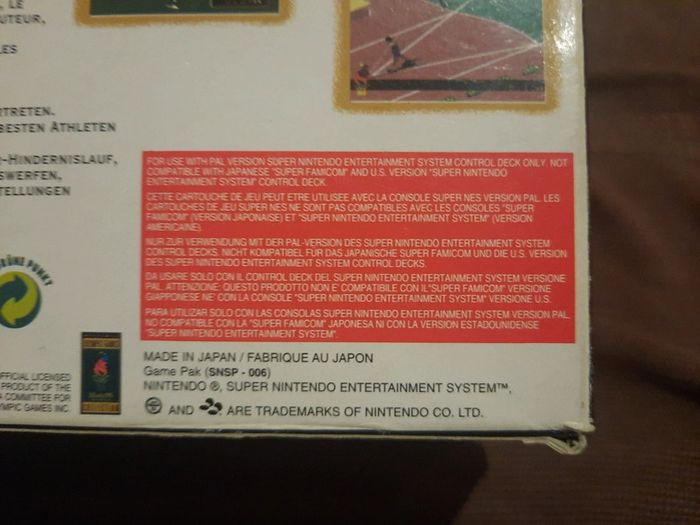 , LE
UTEUR,
LES
RTRETEN.
BESTEN ATHLETEN
-HINDERNISLAUF,
SWERFEN,
TELLUNGEN
GRÜNE PUNKT
FOR USE WITH PAL VERSION SUPER NINTENDO ENTERTAINMENT SYSTEM CONTROL DECK ONLY. NOT
COMPATIBLE WITH JAPANESE "SUPER FAMICOM" AND U.S. VERSION "SUPER NINTENDO
ENTERTAINMENT SYSTEM" CONTROL DECK.
CETTE CARTOUCHE DE JEU PEUT ETRE UTILISEE AVEC LA CONSOLE SUPER NES VERSION PAL. LES
CARTOUCHES DE JEU SUPER NES NE SONT PAS COMPATIBLES AVEC LES CONSOLES "SUPER
FAMICOM" (VERSION JAPONAISE) ET "SUPER NINTENDO ENTERTAINMENT SYSTEM" (VERSION
AMERICAINE).
NUR ZUR VERWENDUNG MIT DER PAL-VERSION DES SUPER NINTENDO ENTERTAINMENT SYSTEM
CONTROL DECKS. NICHT KOMPATIBEL FUR DAS JAPANISCHE SUPER FAMICOM UND DIE U.S. VERSION
DES SUPER NINTENDO ENTERTAINMENT SYSTEM CONTROL DECKS.
DA USARE SOLO CON IL CONTROL DECK DEL SUPER NINTENDO ENTERTAINMENT SYSTEM VERSIONE
PAL. ATTENZIONE: QUESTO PRODOTTO NON E' COMPATIBILE CON IL "SUPER FAMICOM" VERSIONE
GIAPPONESE NE' CON LA CONSOLE "SUPER NINTENDO ENTERTAINMENT SYSTEM" VERSIONE U.S.
PARA UTILIZAR SOLO CON LAS CONSOLAS SUPER NINTENDO ENTERTAINMENT SYSTEM VERSION PAL.
NO COMPATIBLE CON LA "SUPER FAMICOM" JAPONESA NI CON LA VERSION ESTADOUNIDENSE
"SUPER NINTENDO ENTERTAINMENT SYSTEM".
MADE IN JAPAN / FABRIQUE AU JAPON
Game Pak (SNSP - 006)
NINTENDO ®, SUPER NINTENDO ENTERTAINMENT SYSTEM™,
AND ARE TRADEMARKS OF NINTENDO CO. LTD.
FFICIAL LICENSED
PRODUCT OF THE
A COMMITTEE FOR
YMPIC GAMES INC.